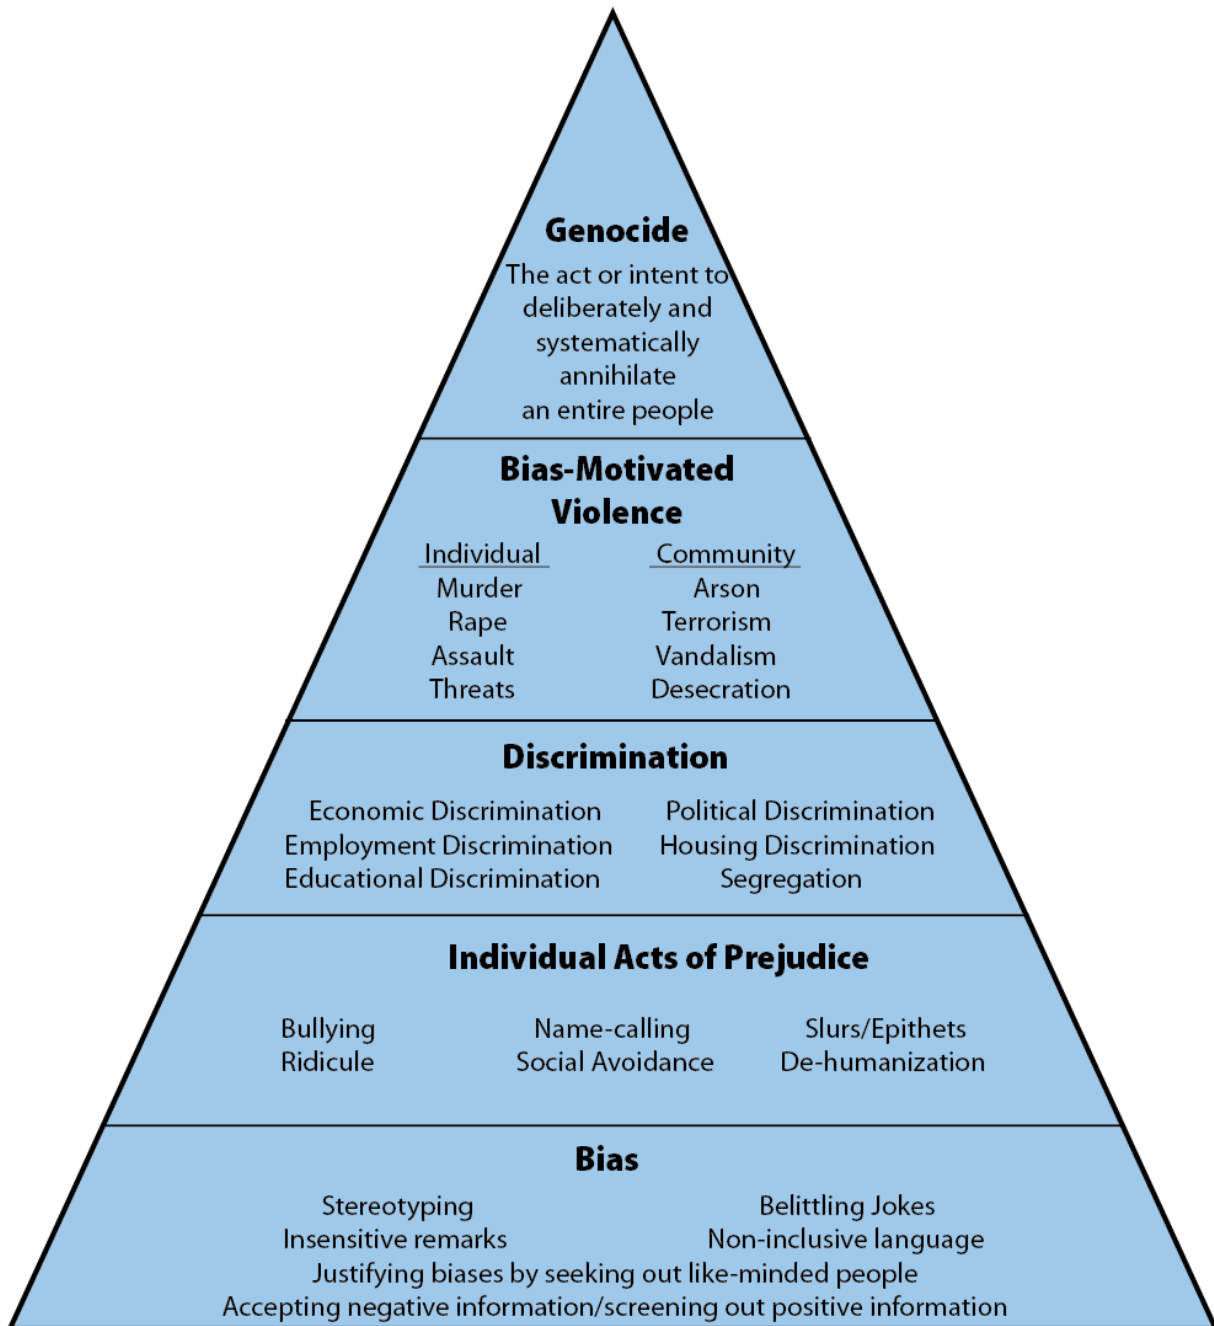 Genocide
The act or intent to
deliberately and
systematically
annihilate
an entire people
Bias-Motivated
Violence
Individual Community
Murder Arson
Rape Terrorism
Assault Vandalism
Threats Desecration
Discrimination
Economic Discrimination Political Discrimination
Employment Discrimination Housing Discrimination
Educational Discrimination Segregation
Individual Acts of Prejudice
Bullying Name-calling Slurs/Epithets
Ridicule Social Avoidance De-humanization
Bias
Stereotyping Belittling Jokes
Insensitive remarks Non-inclusive language
Justifying biases by seeking out like-minded people
Accepting negative information/screening out positive information